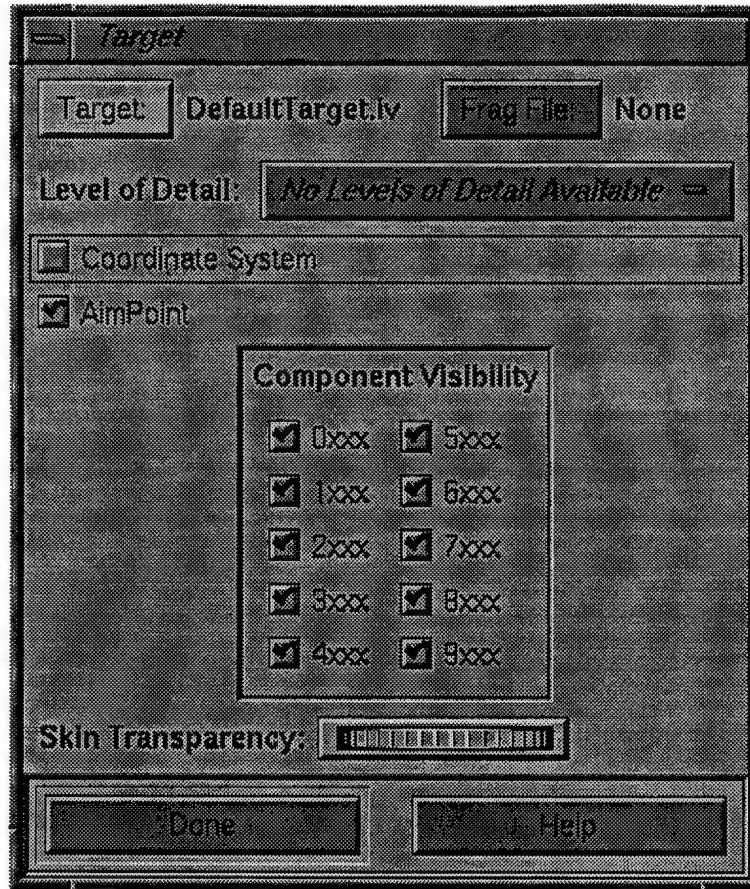 Target
Target: DefaultTarget.iv Frag File: None
Level of Detail: No Levels of Detail Available
Coordinate System
AimPoint
Component Visibility
0xxx 5xxx
1xxx 6xxx
2xxx 7xxx
3xxx 8xxx
4xxx 9xxx
Skin Transparency:
Done Help